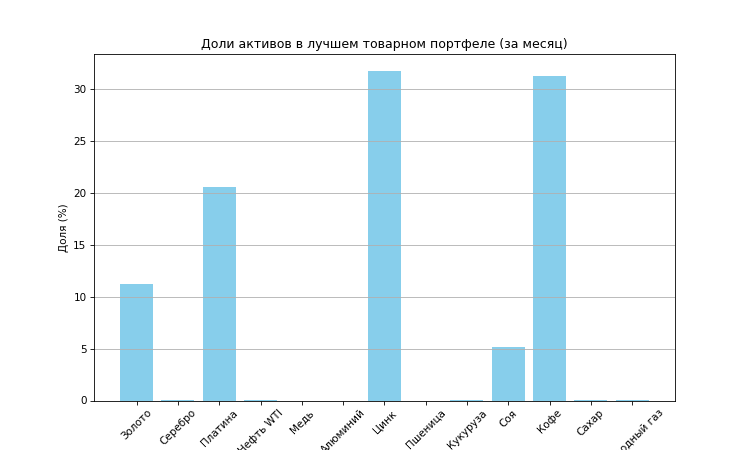 Доли активов в лучшем товарном портфеле (за месяц)
Доля (%)
30
25
20
15
10
5
0
Золото
Серебро
Платина
Нефть WTI
Медь
Алюминий
Цинк
Пшеница
Кукуруза
Соя
Кофе
Сахар
одный газ